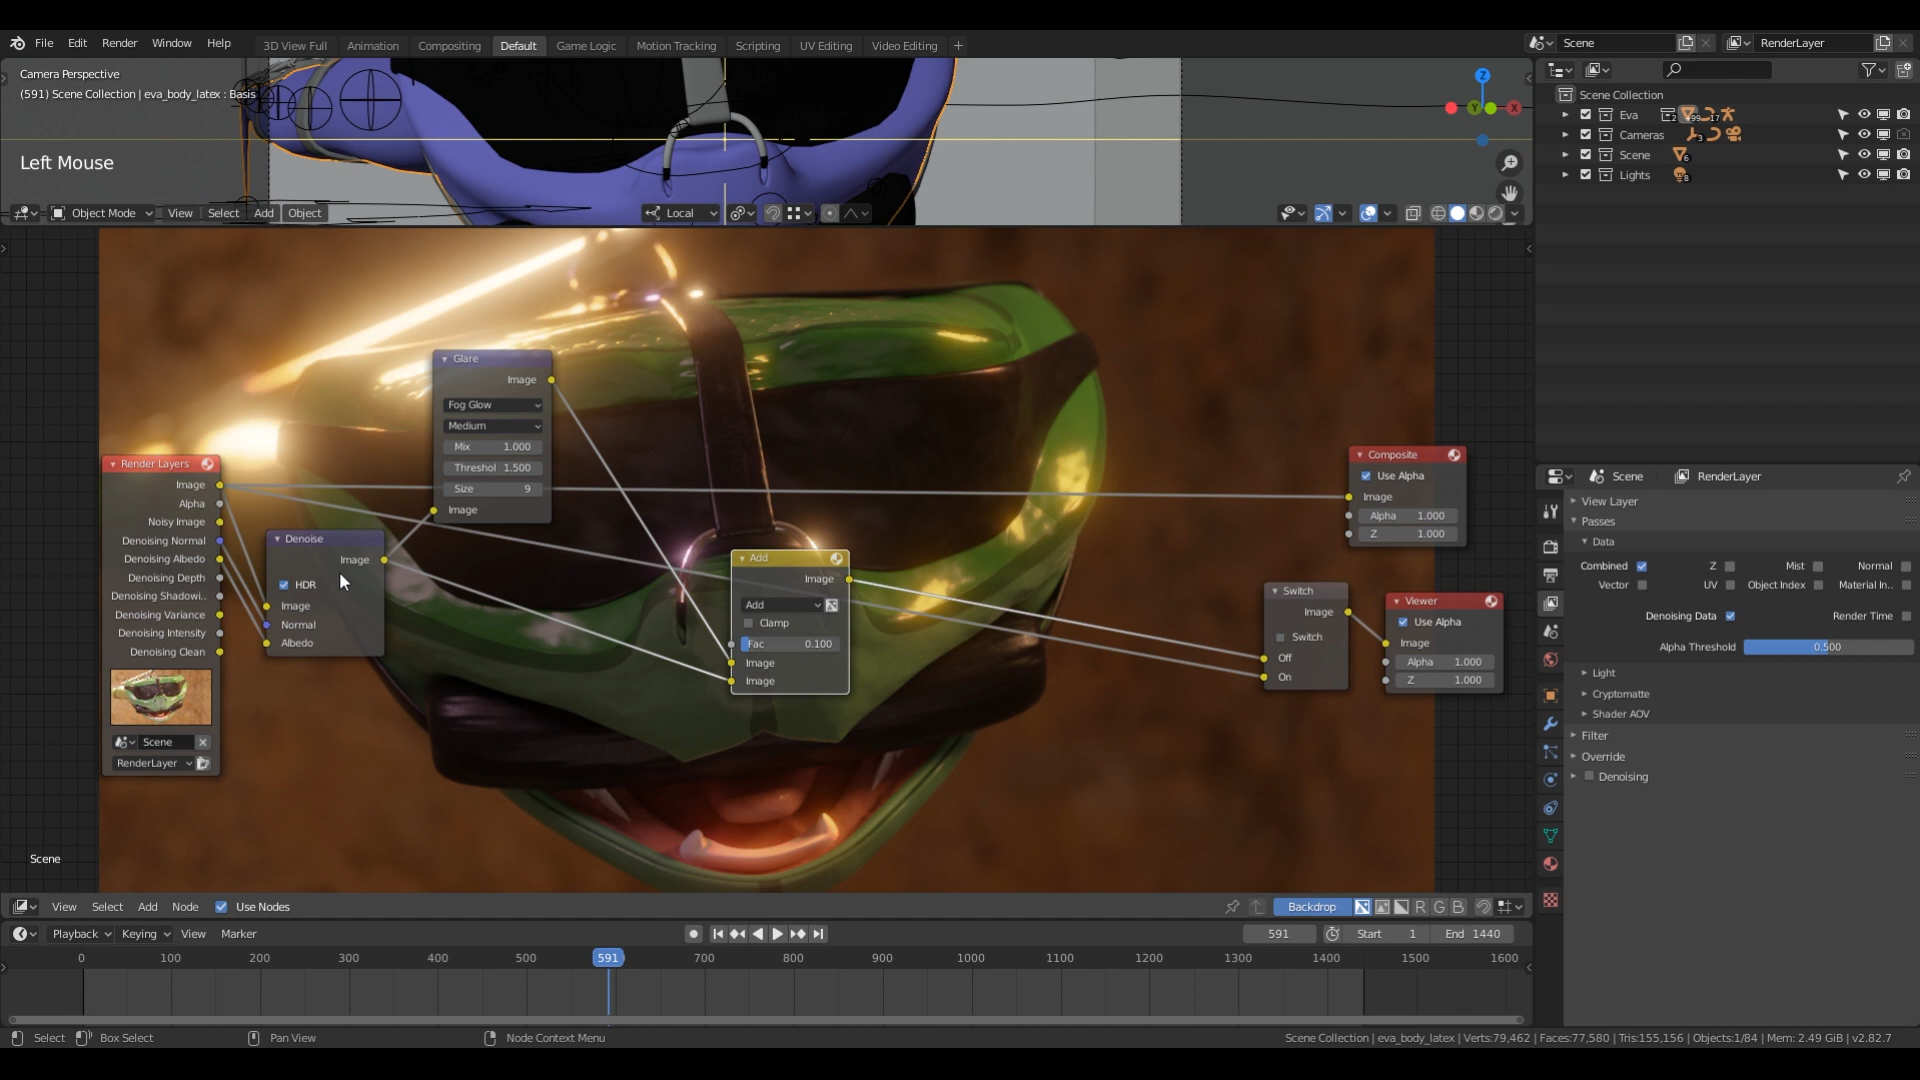 File Edit Render Window Help 3D View Full Animation Compositing Default Game Logic Motion Tracking Scripting UV Editing Video Editing + Scene RenderLayer
Camera Perspective
(591) Scene Collection | eva_body_latex : Basis
Left Mouse
Object Mode View Select Add Object Local
Z
Y
X
Scene Collection
Eva 2 +99 17
Cameras 3
Scene 6
Lights 8
Glare
Image
Fog Glow
Medium
Mix 1.000
Threshol 1.500
Size 9
Image
Render Layers
Image
Alpha
Noisy Image
Denoising Normal
Denoising Albedo
Denoising Depth
Denoising Shadowi..
Denoising Variance
Denoising Intensity
Denoising Clean
Scene
RenderLayer
Denoise
Image
HDR
Image
Normal
Albedo
Add
Image
Add
Clamp
Fac 0.100
Image
Image
Composite
Use Alpha
Image
Alpha 1.000
Z 1.000
Switch
Image
Switch
Off
On
Viewer
Use Alpha
Image
Alpha 1.000
Z 1.000
Scene
Scene RenderLayer
View Layer
Passes
Data
Combined Z Mist Normal
Vector UV Object Index Material In..
Denoising Data Render Time
Alpha Threshold 0.500
Light
Cryptomatte
Shader AOV
Filter
Override
Denoising
View Select Add Node Use Nodes Backdrop R G B
Playback Keying View Marker 591 Start 1 End 1440
0 100 200 300 400 500 591 700 800 900 1000 1100 1200 1300 1400 1500 1600
Select Box Select Pan View Node Context Menu Scene Collection | eva_body_latex | Verts:79,462 | Faces:77,580 | Tris:155,156 | Objects:1/84 | Mem: 2.49 GiB | v2.82.7